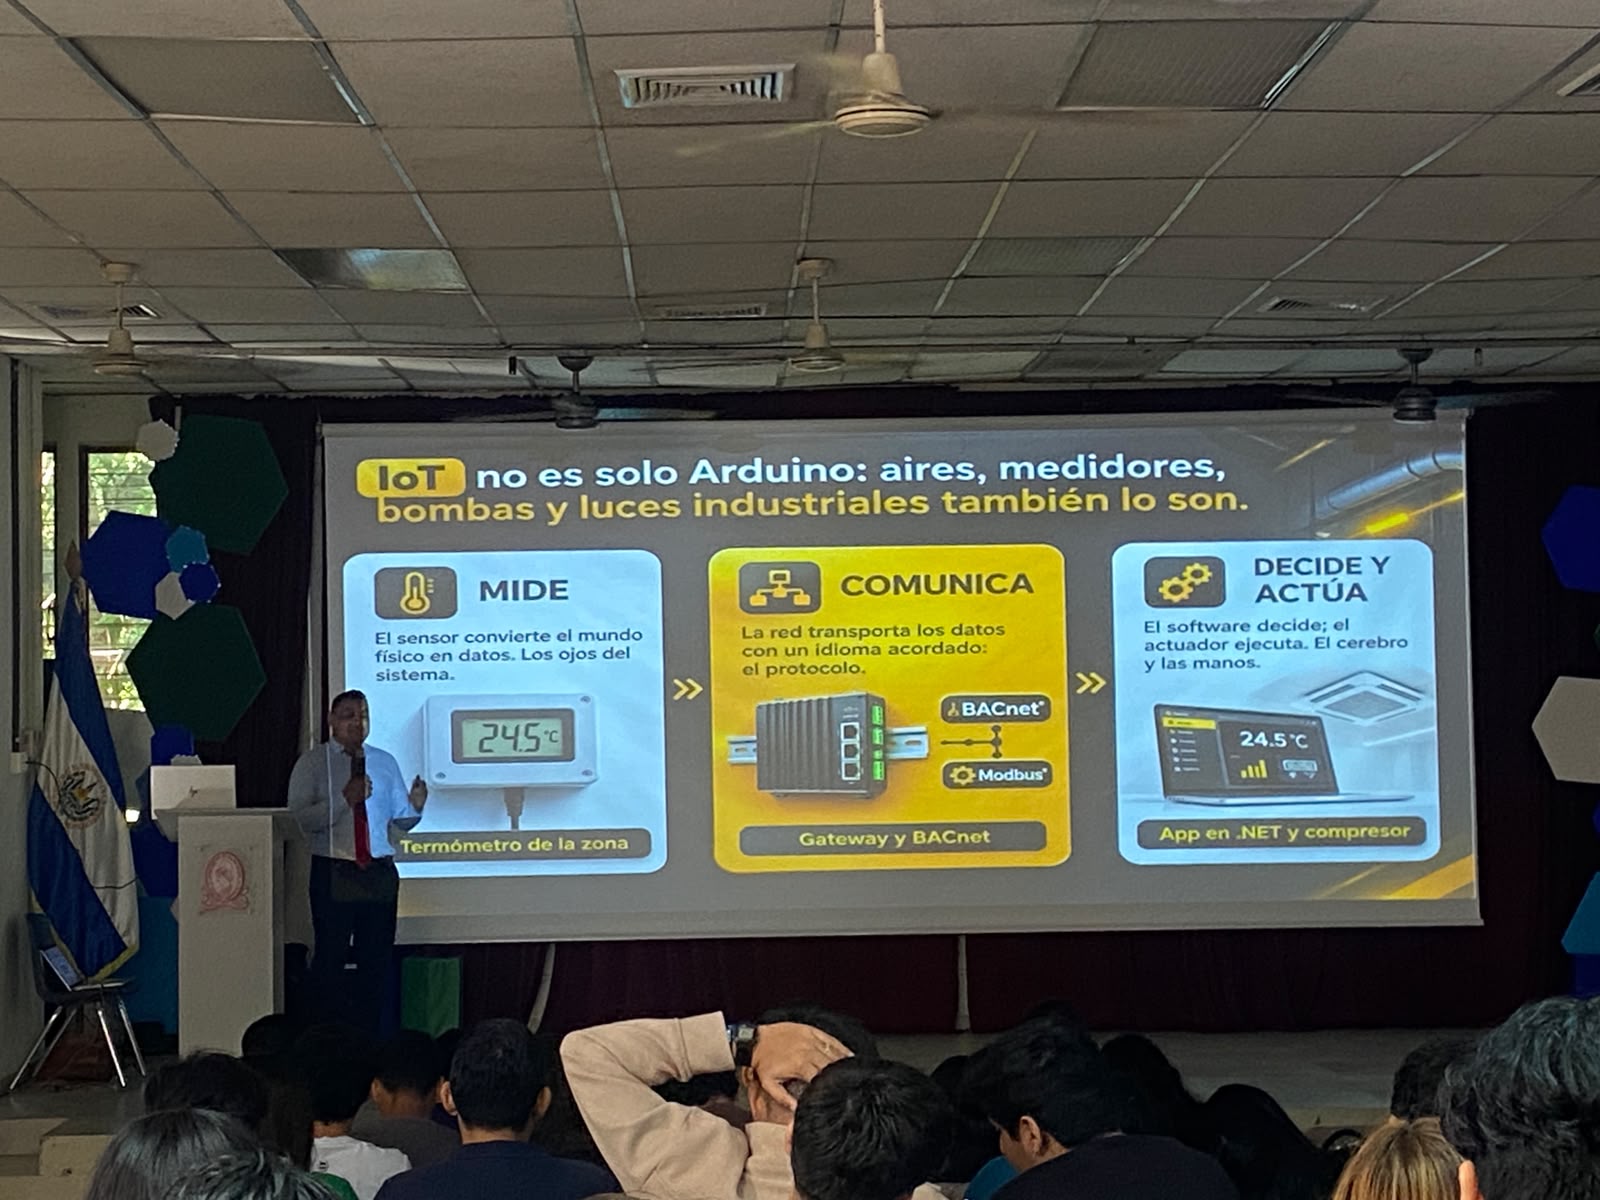 IoT no es solo Arduino: aires, medidores,
bombas y luces industriales también lo son.
MIDE
El sensor convierte el mundo
físico en datos. Los ojos del
sistema.
24.5°C
Termómetro de la zona
COMUNICA
La red transporta los datos
con un idioma acordado:
el protocolo.
BACnet
Modbus
Gateway y BACnet
DECIDE Y
ACTÚA
El software decide; el
actuador ejecuta. El cerebro
y las manos.
24.5°C
App en .NET y compresor